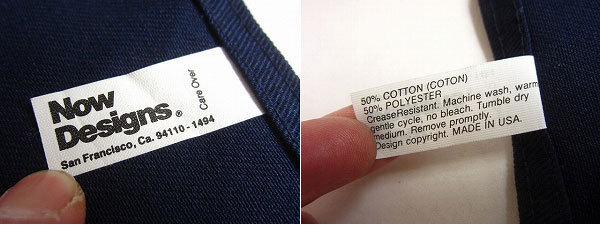 Now
Designs®
Care Over
San Francisco, Ca. 94110-1494
50% COTTON (COTON)
50% POLYESTER
CreaseResistant. Machine wash, warm
gentle cycle, no bleach. Tumble dry
medium. Remove promptly.
Design copyright. MADE IN USA.